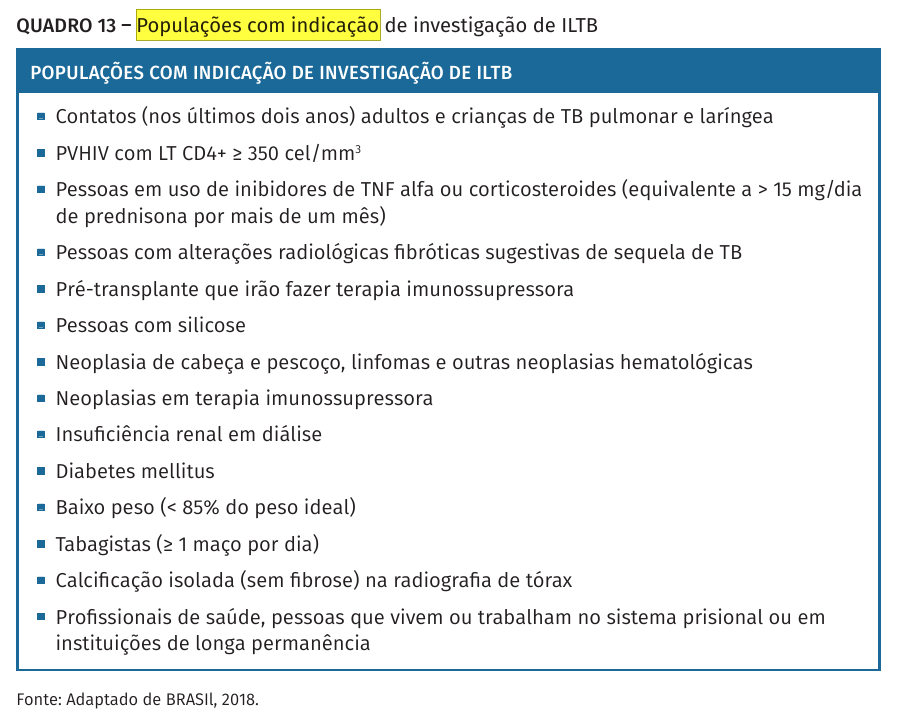 QUADRO 13 – Populações com indicação de investigação de ILTB
POPULAÇÕES COM INDICAÇÃO DE INVESTIGAÇÃO DE ILTB
Contatos (nos últimos dois anos) adultos e crianças de TB pulmonar e laríngea
PVHIV com LT CD4+ ≥ 350 cel/mm³
Pessoas em uso de inibidores de TNF alfa ou corticosteroides (equivalente a > 15 mg/dia
de prednisona por mais de um mês)
Pessoas com alterações radiológicas fibróticas sugestivas de sequela de TB
Pré-transplante que irão fazer terapia imunossupressora
Pessoas com silicose
Neoplasia de cabeça e pescoço, linfomas e outras neoplasias hematológicas
Neoplasias em terapia imunossupressora
Insuficiência renal em diálise
Diabetes mellitus
Baixo peso (< 85% do peso ideal)
Tabagistas (≥ 1 maço por dia)
Calcificação isolada (sem fibrose) na radiografia de tórax
Profissionais de saúde, pessoas que vivem ou trabalham no sistema prisional ou em
instituições de longa permanência
Fonte: Adaptado de BRASIl, 2018.